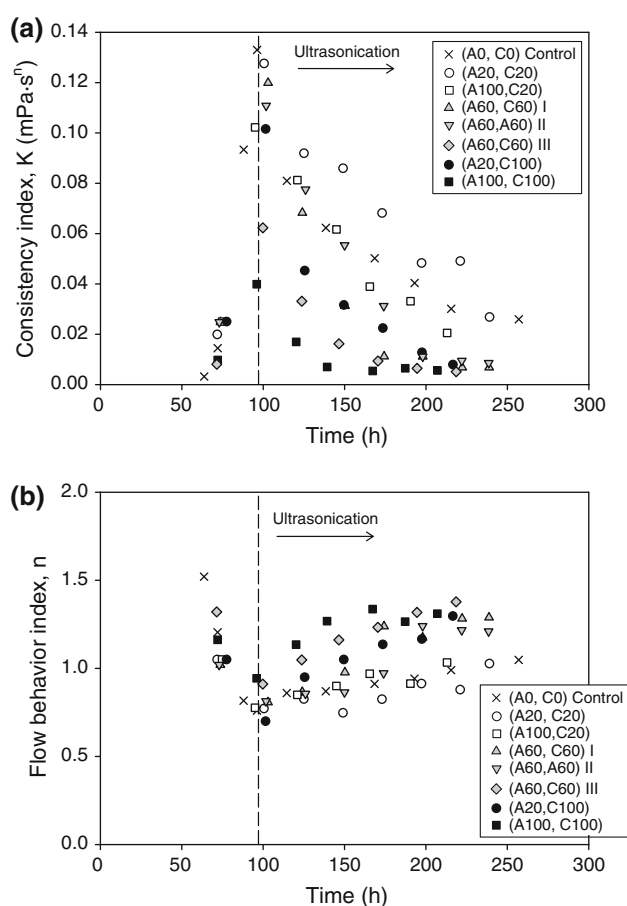 (a)
Consistency index, K (mPa·sⁿ)
0.14
0.12
0.10
0.08
0.06
0.04
0.02
0.00
Ultrasonication
(A0, C0) Control
(A20, C20)
(A100,C20)
(A60, C60) I
(A60,A60) II
(A60,C60) III
(A20,C100)
(A100, C100)
0 50 100 150 200 250 300
Time (h)
(b)
Flow behavior index, n
2.0
1.5
1.0
0.5
0.0
Ultrasonication
(A0, C0) Control
(A20, C20)
(A100,C20)
(A60, C60) I
(A60,A60) II
(A60,C60) III
(A20,C100)
(A100, C100)
0 50 100 150 200 250 300
Time (h)